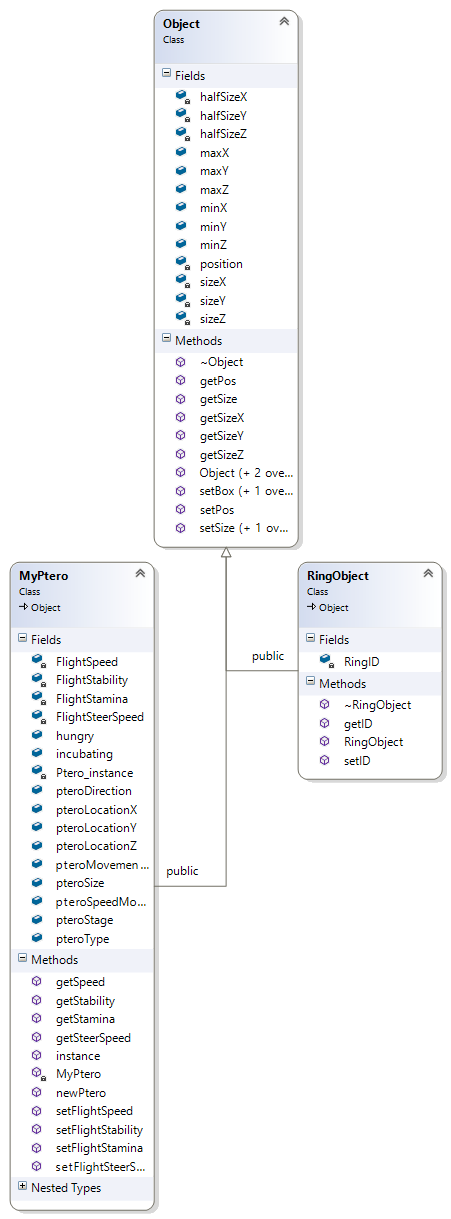 Object
Class
Fields
halfSizeX
halfSizeY
halfSizeZ
maxX
maxY
maxZ
minX
minY
minZ
position
sizeX
sizeY
sizeZ
Methods
~Object
getPos
getSize
getSizeX
getSizeY
getSizeZ
Object (+ 2 ove...
setBox (+ 1 ove...
setPos
setSize (+ 1 ov...
MyPtero
Class
Object
Fields
FlightSpeed
FlightStability
FlightStamina
FlightSteerSpeed
hungry
incubating
Ptero_instance
pteroDirection
pteroLocationX
pteroLocationY
pteroLocationZ
pteroMovemen...
pteroSize
pteroSpeedMo...
pteroStage
pteroType
Methods
getSpeed
getStability
getStamina
getSteerSpeed
instance
MyPtero
newPtero
setFlightSpeed
setFlightStability
setFlightStamina
setFlightSteerS...
Nested Types
public
RingObject
Class
Object
Fields
RingID
Methods
~RingObject
getID
RingObject
setID
public